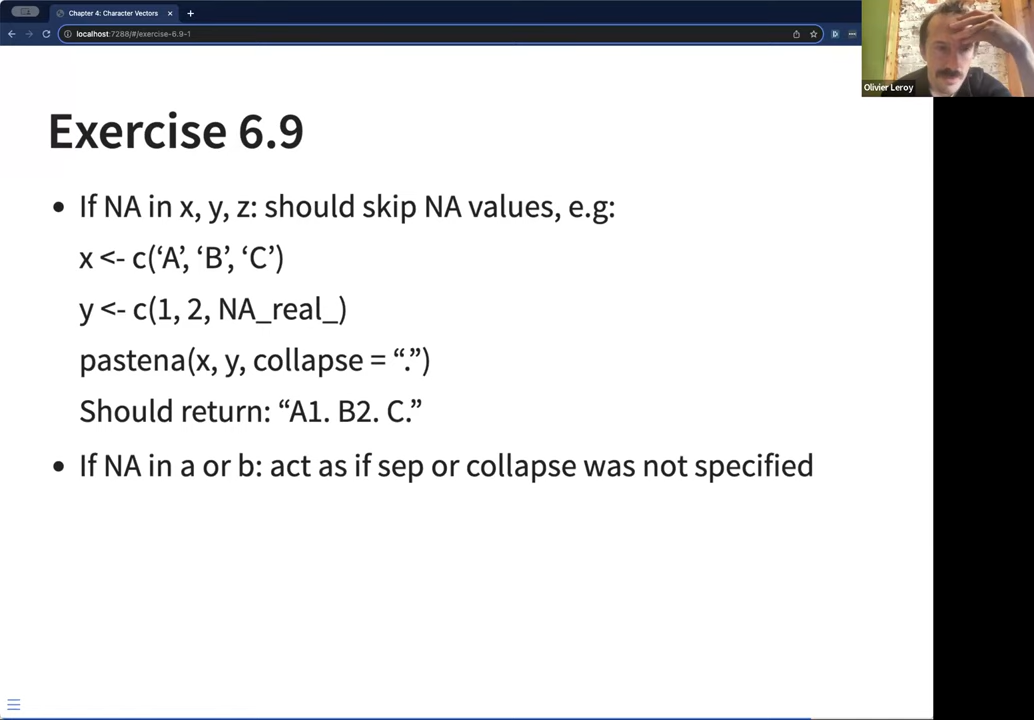 Chapter 4: Character Vectors
localhost:7288/#/exercise-6.9-1
Olivier Leroy
Exercise 6.9
• If NA in x, y, z: should skip NA values, e.g:
x <- c(‘A’, ‘B’, ‘C’)
y <- c(1, 2, NA_real_)
pastena(x, y, collapse = “.”)
Should return: “A1. B2. C.”
• If NA in a or b: act as if sep or collapse was not specified